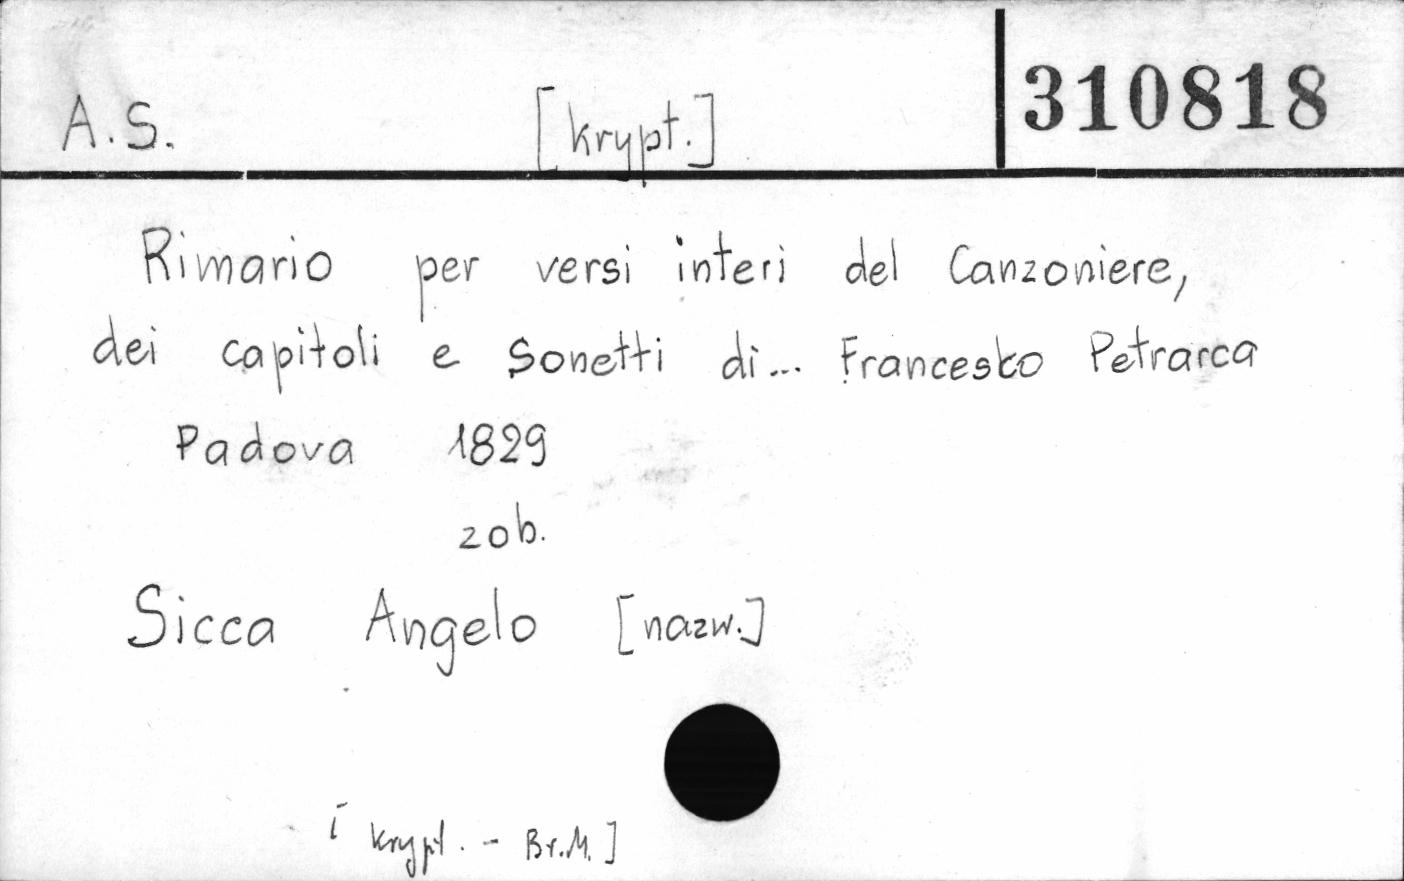 A.S. [krypt.] 310818
Rimario per versi interi del Canzoniere,
dei capitoli e Sonetti di... Francesko Petrarca
Padova 1829
zob.
Sicca Angelo [nazw.]
[krypt. - Br.M.]